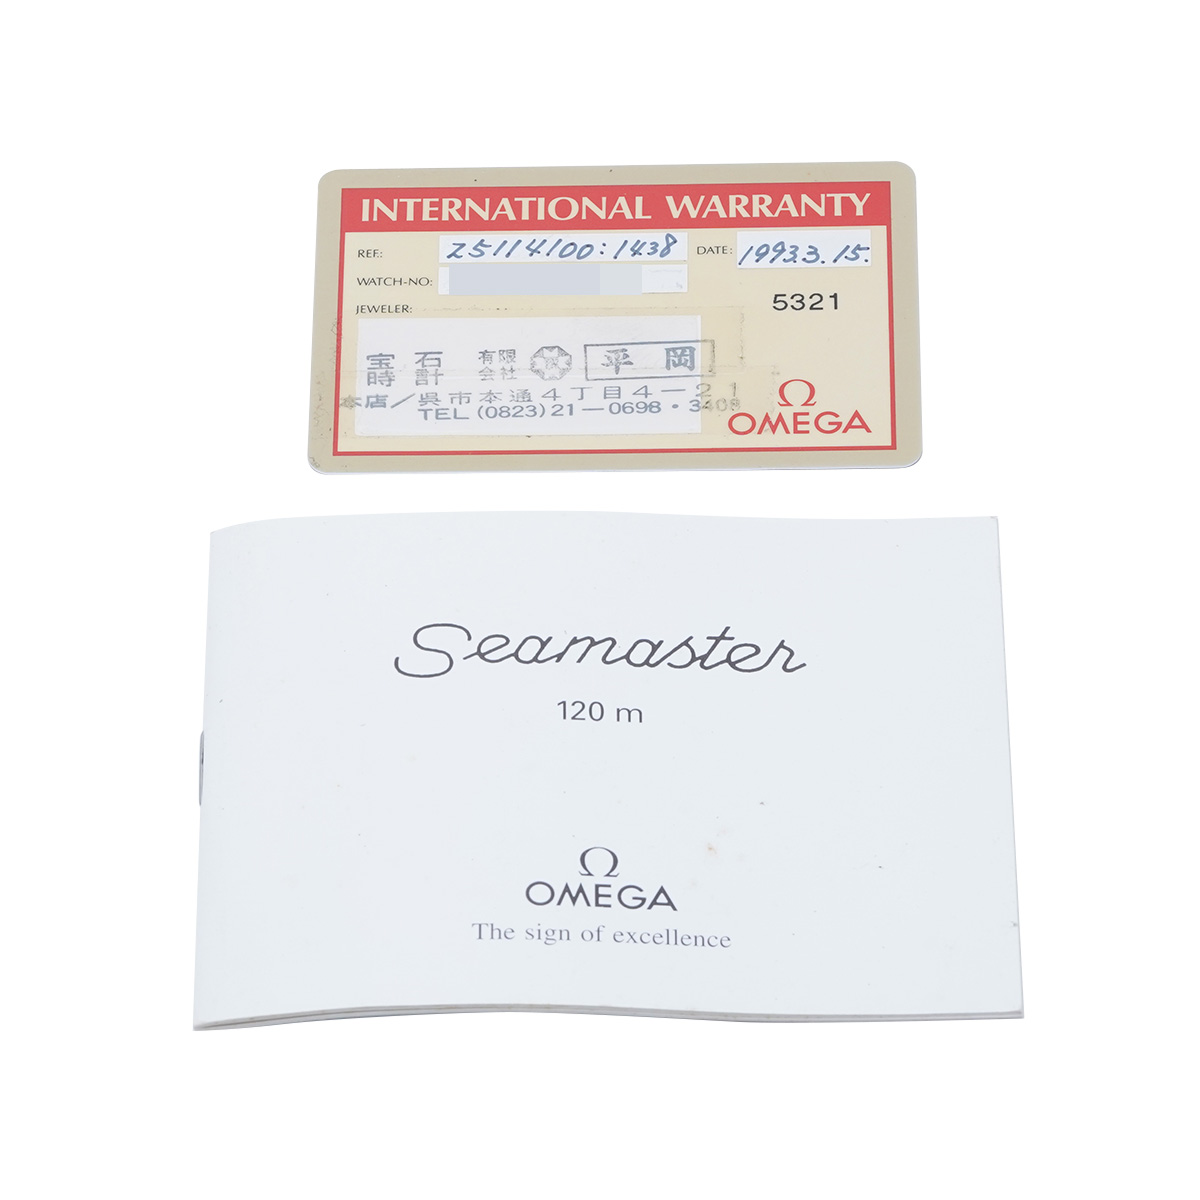 INTERNATIONAL WARRANTY
REF.: 25114100:1438 DATE: 1993.3.15.
WATCH-NO:
5321
JEWELER:
宝石 有限 平岡
時計 会社
本店/呉市本通4丁目4-21
TEL(0823)21-0698・3408
Ω
OMEGA
Seamaster
120 m
Ω
OMEGA
The sign of excellence